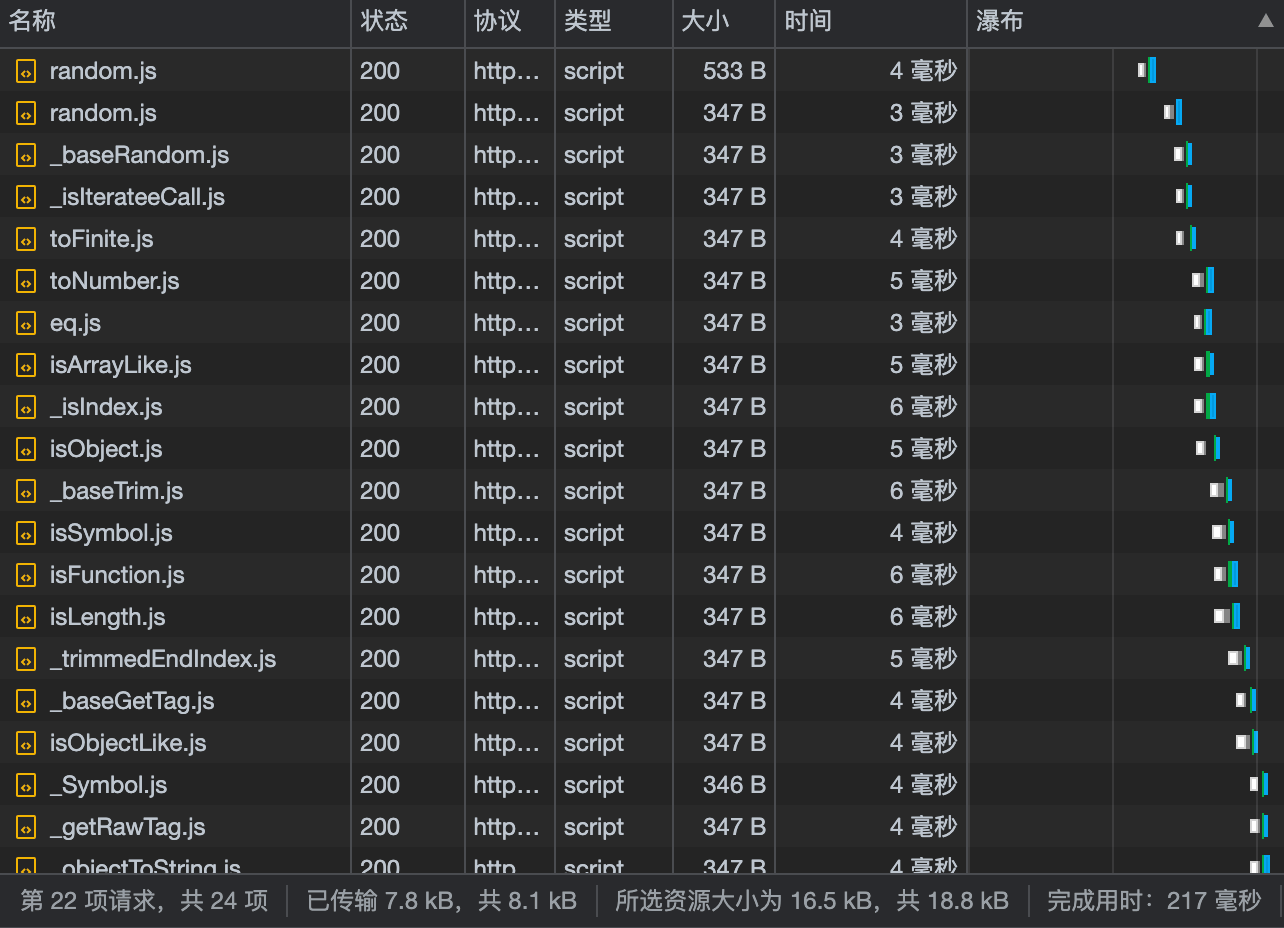 名称 状态 协议 类型 大小 时间 瀑布
random.js 200 http… script 533 B 4 毫秒
random.js 200 http… script 347 B 3 毫秒
_baseRandom.js 200 http… script 347 B 3 毫秒
_isIterateeCall.js 200 http… script 347 B 3 毫秒
toFinite.js 200 http… script 347 B 4 毫秒
toNumber.js 200 http… script 347 B 5 毫秒
eq.js 200 http… script 347 B 3 毫秒
isArrayLike.js 200 http… script 347 B 5 毫秒
_isIndex.js 200 http… script 347 B 6 毫秒
isObject.js 200 http… script 347 B 5 毫秒
_baseTrim.js 200 http… script 347 B 6 毫秒
isSymbol.js 200 http… script 347 B 4 毫秒
isFunction.js 200 http… script 347 B 6 毫秒
isLength.js 200 http… script 347 B 6 毫秒
_trimmedEndIndex.js 200 http… script 347 B 5 毫秒
_baseGetTag.js 200 http… script 347 B 4 毫秒
isObjectLike.js 200 http… script 347 B 4 毫秒
_Symbol.js 200 http… script 346 B 4 毫秒
_getRawTag.js 200 http… script 347 B 4 毫秒
_objectToString.js 200 http… script 347 B 4 毫秒
第 22 项请求，共 24 项 已传输 7.8 kB，共 8.1 kB 所选资源大小为 16.5 kB，共 18.8 kB 完成用时：217 毫秒